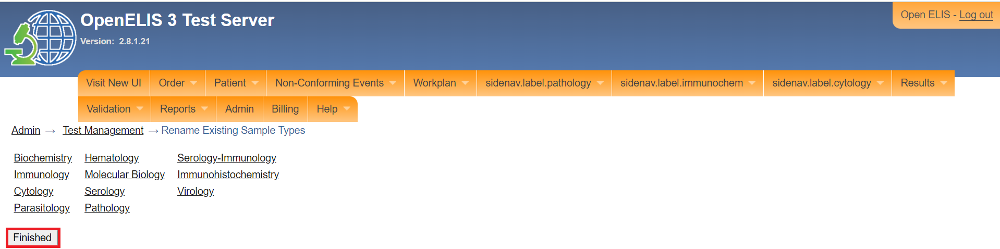 OpenELIS 3 Test Server
Version: 2.8.1.21
Open ELIS - Log out
Visit New UI Order Patient Non-Conforming Events Workplan sidenav.label.pathology sidenav.label.immunochem sidenav.label.cytology Results
Validation Reports Admin Billing Help
Admin → Test Management → Rename Existing Sample Types
Biochemistry Hematology Serology-Immunology
Immunology Molecular Biology Immunohistochemistry
Cytology Serology Virology
Parasitology Pathology
Finished